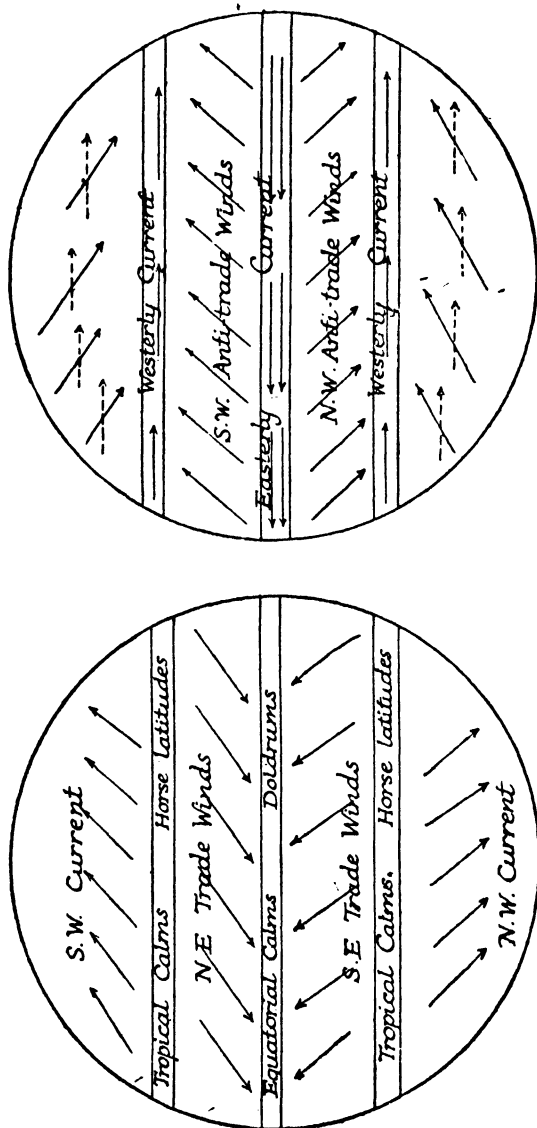 S.W. Current
Tropical Calms Horse latitudes
N.E Trade Winds
Equatorial Calms Doldrums
S.E Trade Winds
Tropical Calms. Horse latitudes
N.W. Current
Westerly Current
S.W. Anti-trade Winds
Easterly Current
N.W. Anti-trade Winds
Westerly Current